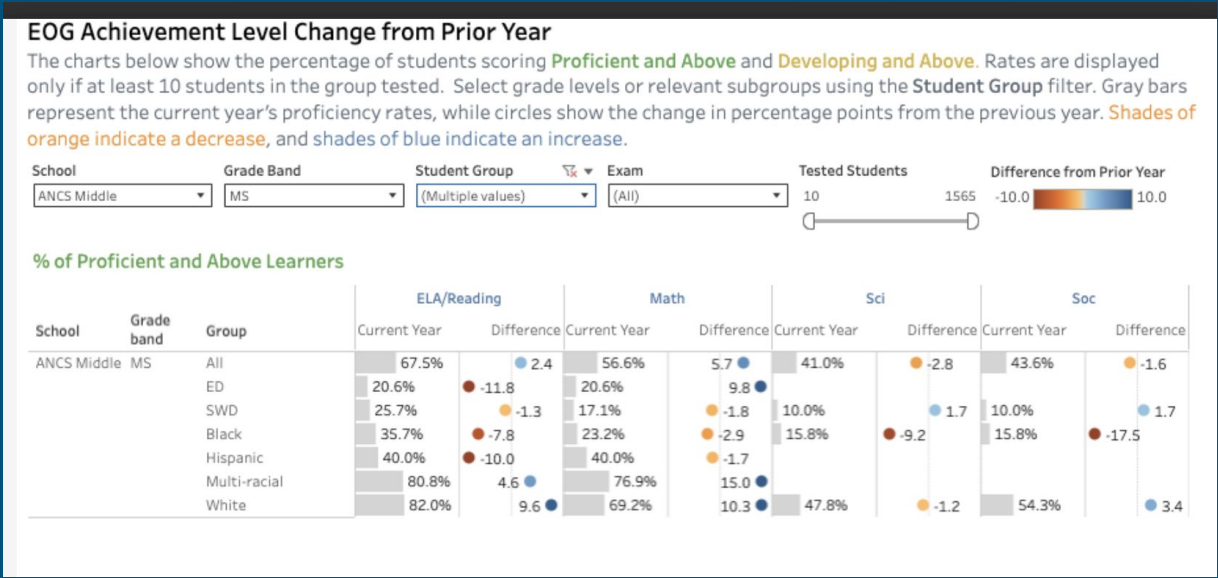 EOG Achievement Level Change from Prior Year
The charts below show the percentage of students scoring Proficient and Above and Developing and Above. Rates are displayed
only if at least 10 students in the group tested. Select grade levels or relevant subgroups using the Student Group filter. Gray bars
represent the current year's proficiency rates, while circles show the change in percentage points from the previous year. Shades of
orange indicate a decrease, and shades of blue indicate an increase.
School Grade Band Student Group Exam Tested Students Difference from Prior Year
ANCS Middle MS (Multiple values) (All) 10 1565 -10.0 10.0
% of Proficient and Above Learners
ELA/Reading Math Sci Soc
School Grade band Group Current Year Difference Current Year Difference Current Year Difference Current Year Difference
ANCS Middle MS All 67.5% 2.4 56.6% 5.7 41.0% -2.8 43.6% -1.6
ED 20.6% -11.8 20.6% 9.8
SWD 25.7% -1.3 17.1% -1.8 10.0% 1.7 10.0% 1.7
Black 35.7% -7.8 23.2% -2.9 15.8% -9.2 15.8% -17.5
Hispanic 40.0% -10.0 40.0% -1.7
Multi-racial 80.8% 4.6 76.9% 15.0
White 82.0% 9.6 69.2% 10.3 47.8% -1.2 54.3% 3.4